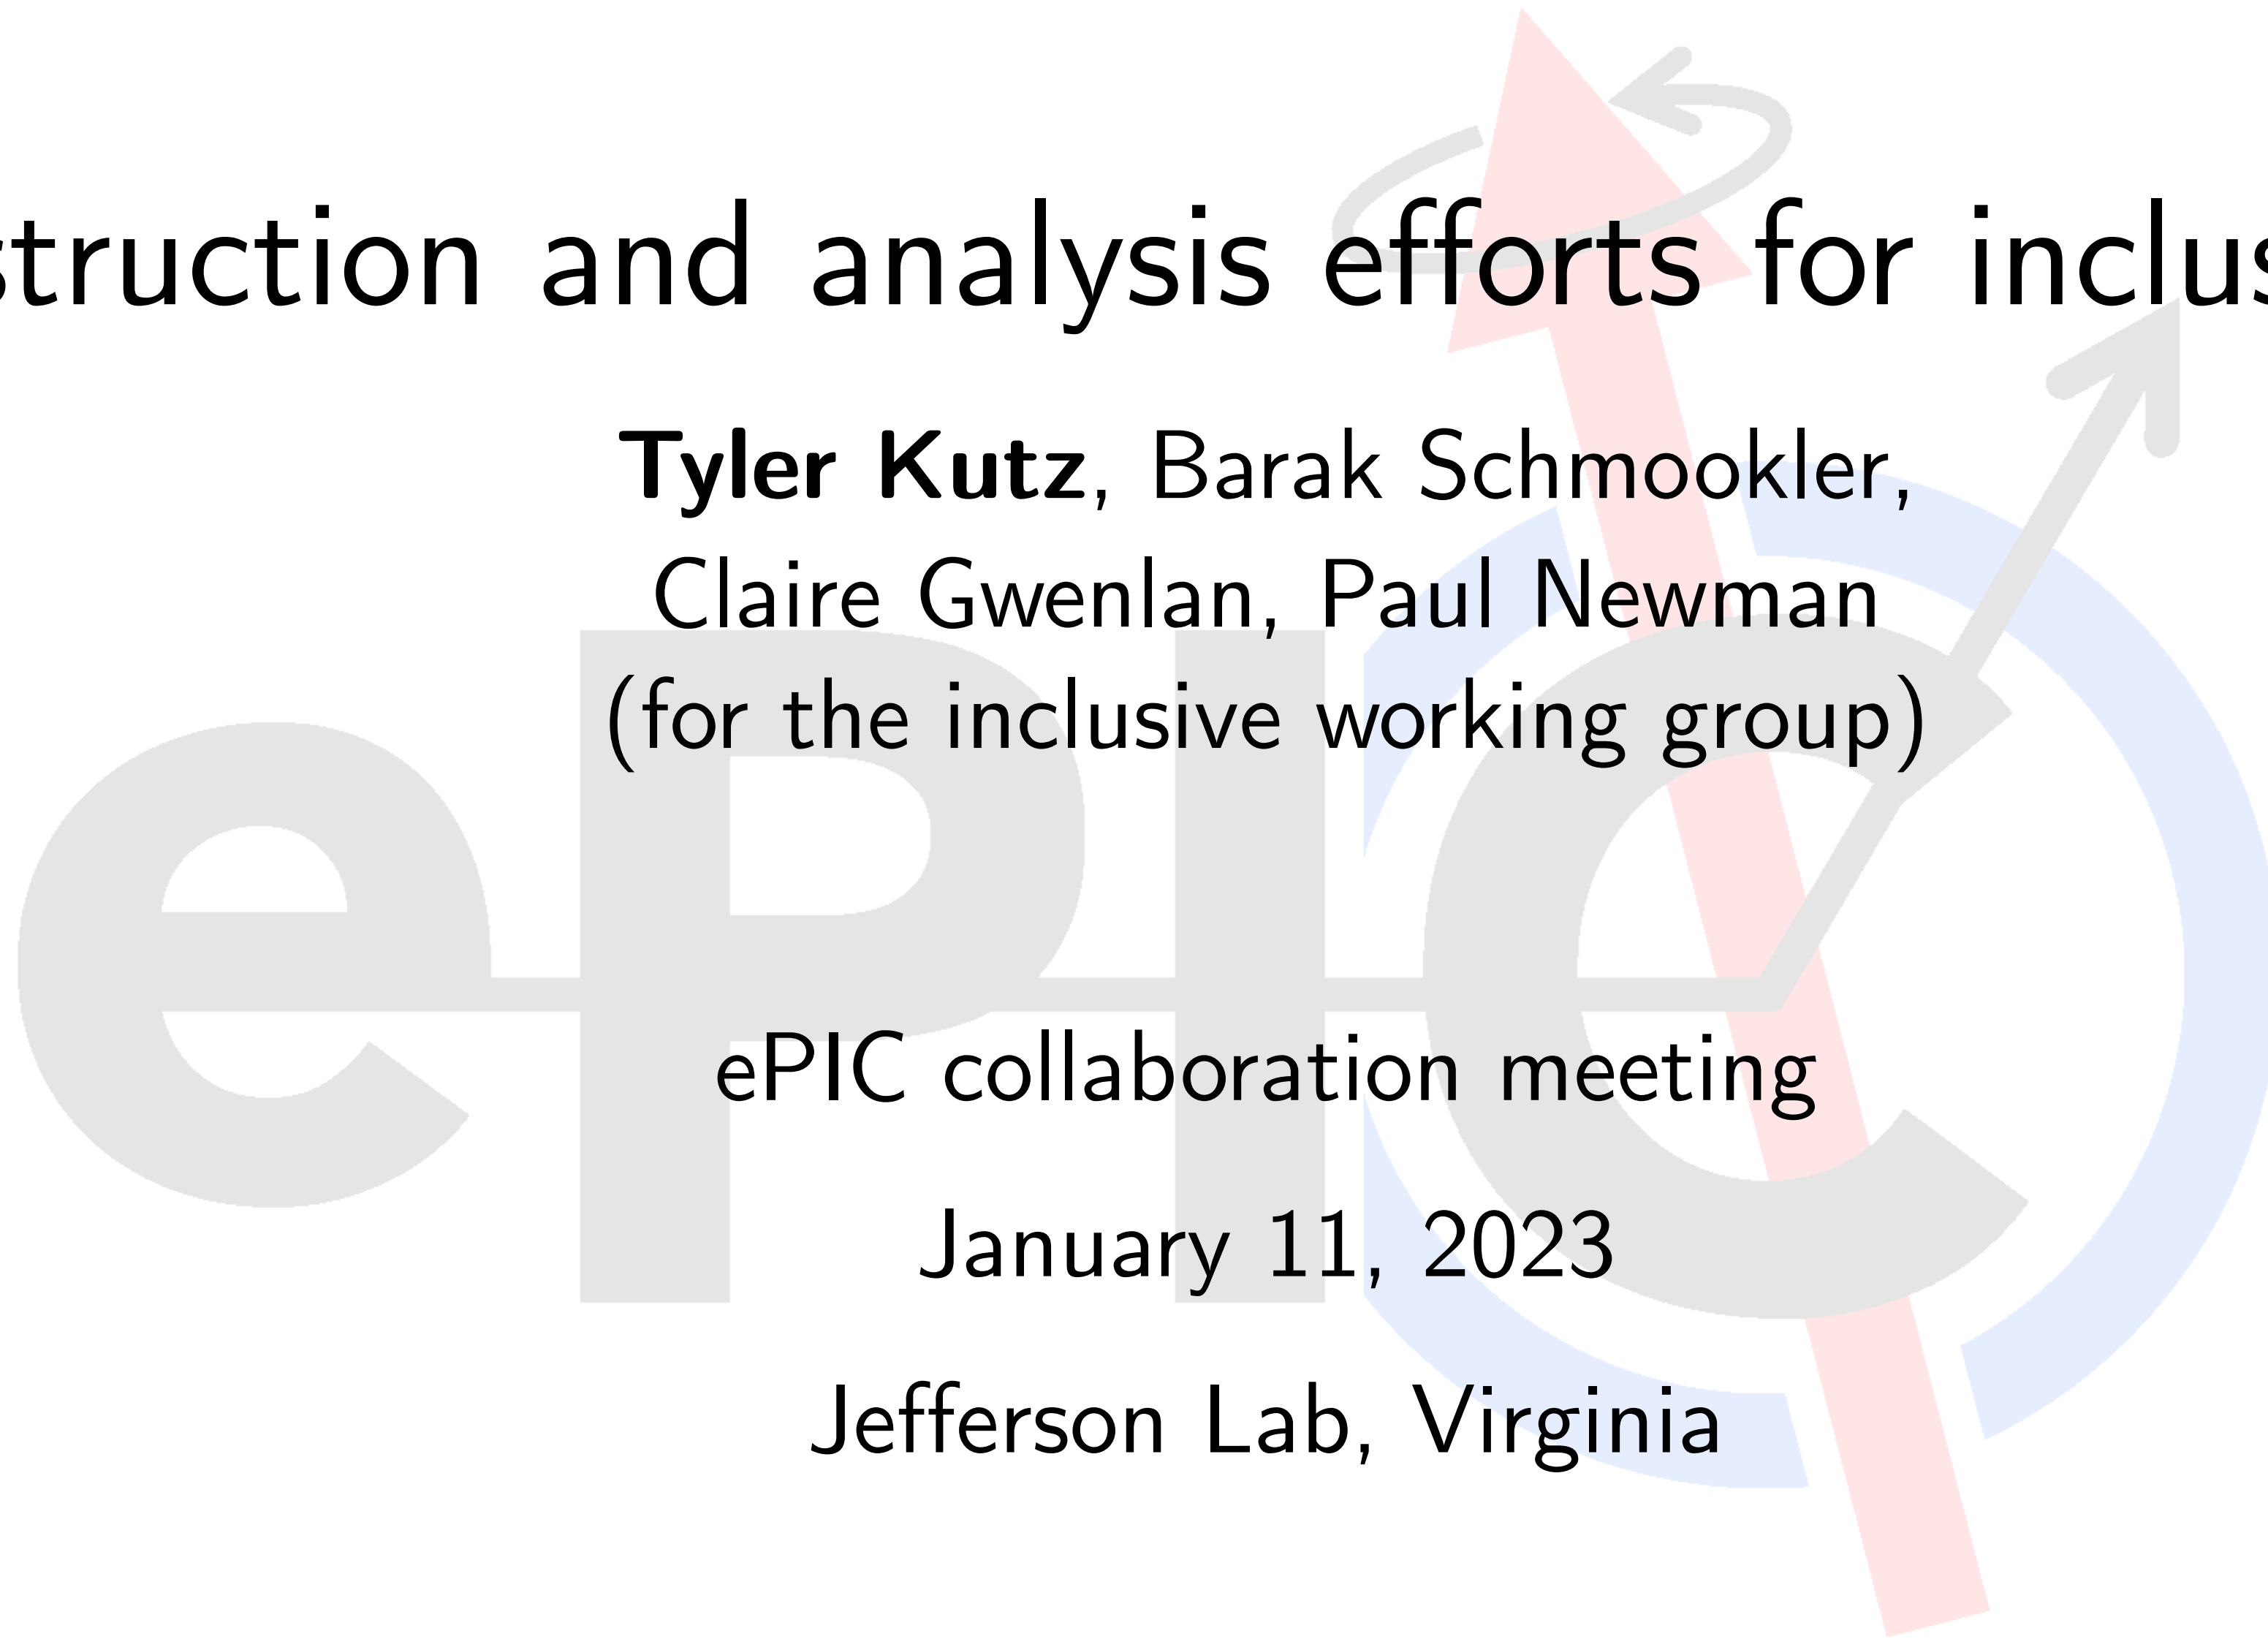 struction and analysis efforts for inclus
Tyler Kutz, Barak Schmookler,
Claire Gwenlan, Paul Newman
(for the inclusive working group)
ePIC
ePIC collaboration meeting
January 11, 2023
Jefferson Lab, Virginia